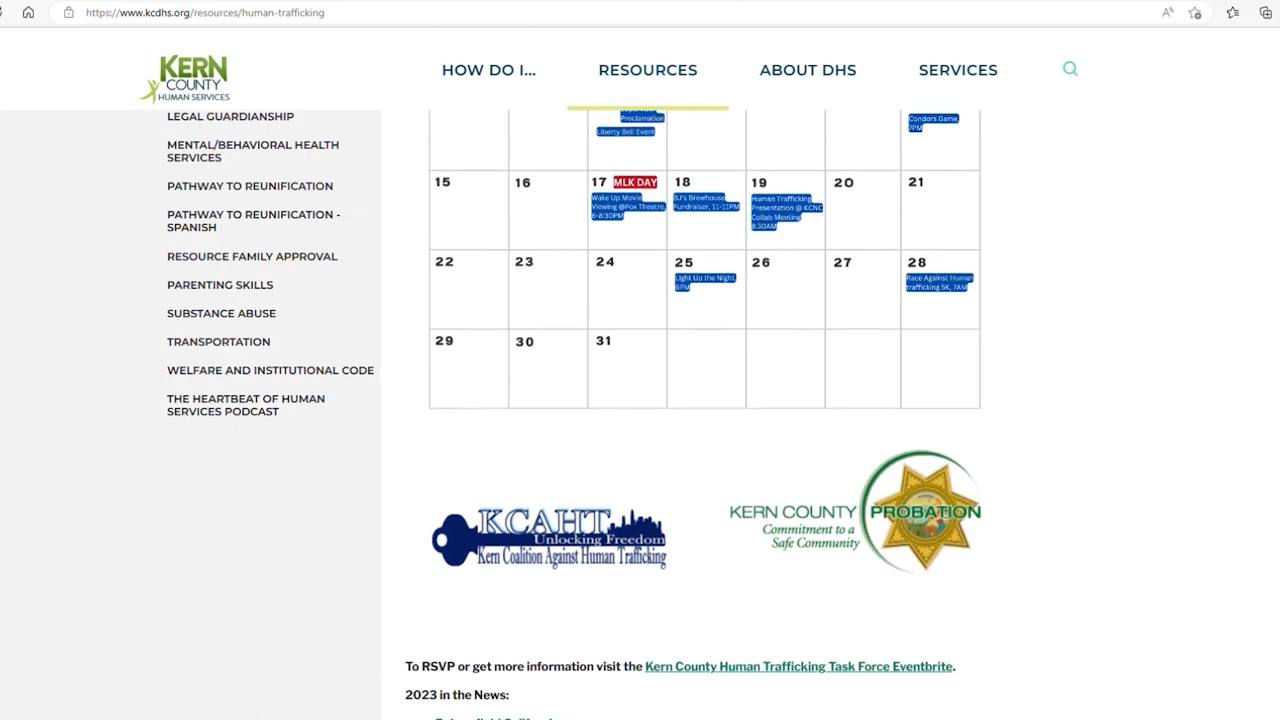 https://www.kcdhs.org/resources/human-trafficking
KERN
COUNTY
HUMAN SERVICES
HOW DO I...
RESOURCES
ABOUT DHS
SERVICES
LEGAL GUARDIANSHIP
MENTAL/BEHAVIORAL HEALTH
SERVICES
PATHWAY TO REUNIFICATION
PATHWAY TO REUNIFICATION -
SPANISH
RESOURCE FAMILY APPROVAL
PARENTING SKILLS
SUBSTANCE ABUSE
TRANSPORTATION
WELFARE AND INSTITUTIONAL CODE
THE HEARTBEAT OF HUMAN
SERVICES PODCAST
Proclamation
Liberty Bell Event
Condors Game,
7PM
15
16
17 MLK DAY
Wake Up Movie
Viewing @Fox Theatre,
6-8:30PM
18
BJ's Brewhouse
Fundraiser, 11-11PM
19
Human Trafficking
Presentation @ KCNC
Collab Meeting
8:30AM
20
21
22
23
24
25
Light Up the Night,
6PM
26
27
28
Race Against Human
trafficking 5K, 7AM
29
30
31
KCAHT
Unlocking Freedom
Kern Coalition Against Human Trafficking
KERN COUNTY PROBATION
Commitment to a
Safe Community
To RSVP or get more information visit the Kern County Human Trafficking Task Force Eventbrite.
2023 in the News: